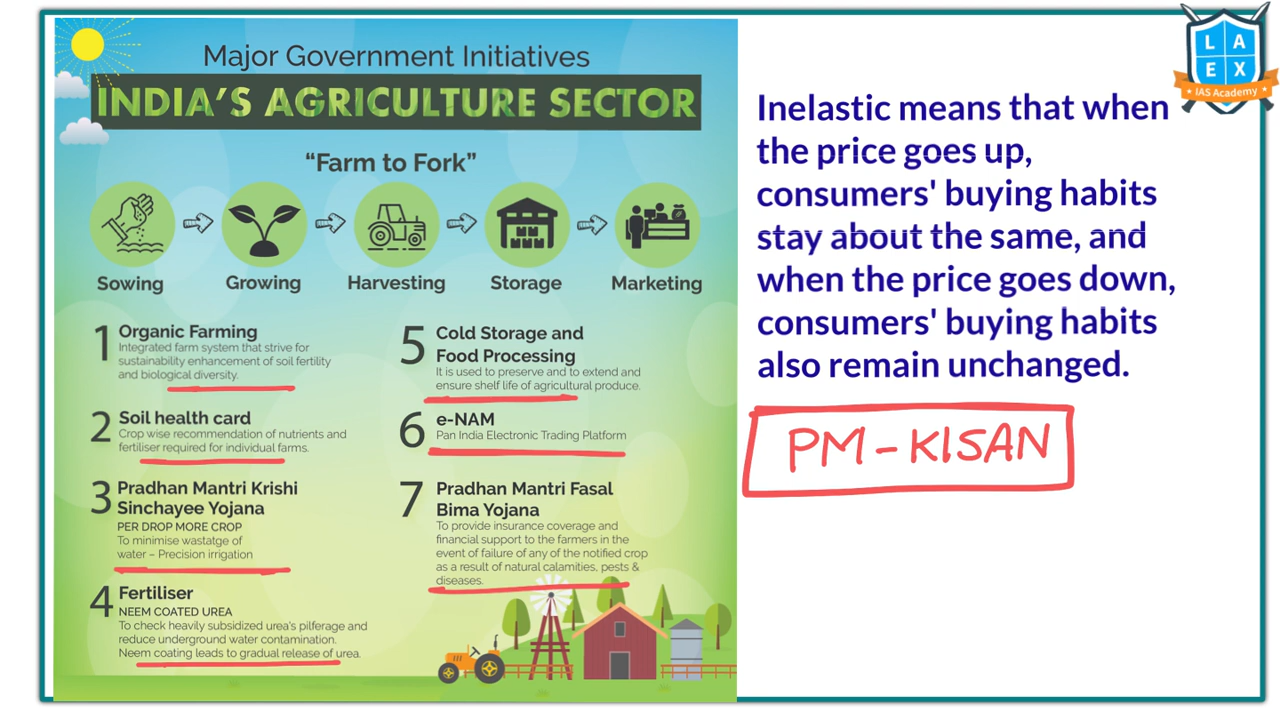 Major Government Initiatives
INDIA'S AGRICULTURE SECTOR
"Farm to Fork"
Sowing
Growing
Harvesting
Storage
Marketing
1 Organic Farming
Integrated farm system that strive for
sustainability enhancement of soil fertility
and biological diversity.
2 Soil health card
Crop wise recommendation of nutrients and
fertiliser required for individual farms.
3 Pradhan Mantri Krishi
Sinchayee Yojana
PER DROP MORE CROP
To minimise wastatge of
water – Precision irrigation
4 Fertiliser
NEEM COATED UREA
To check heavily subsidized urea's pilferage and
reduce underground water contamination.
Neem coating leads to gradual release of urea.
5 Cold Storage and
Food Processing
It is used to preserve and to extend and
ensure shelf life of agricultural produce.
6 e-NAM
Pan India Electronic Trading Platform
7 Pradhan Mantri Fasal
Bima Yojana
To provide insurance coverage and
financial support to the farmers in the
event of failure of any of the notified crop
as a result of natural calamities, pests &
diseases.
Inelastic means that when
the price goes up,
consumers' buying habits
stay about the same, and
when the price goes down,
consumers' buying habits
also remain unchanged.
PM-KISAN
L A
E X
IAS Academy